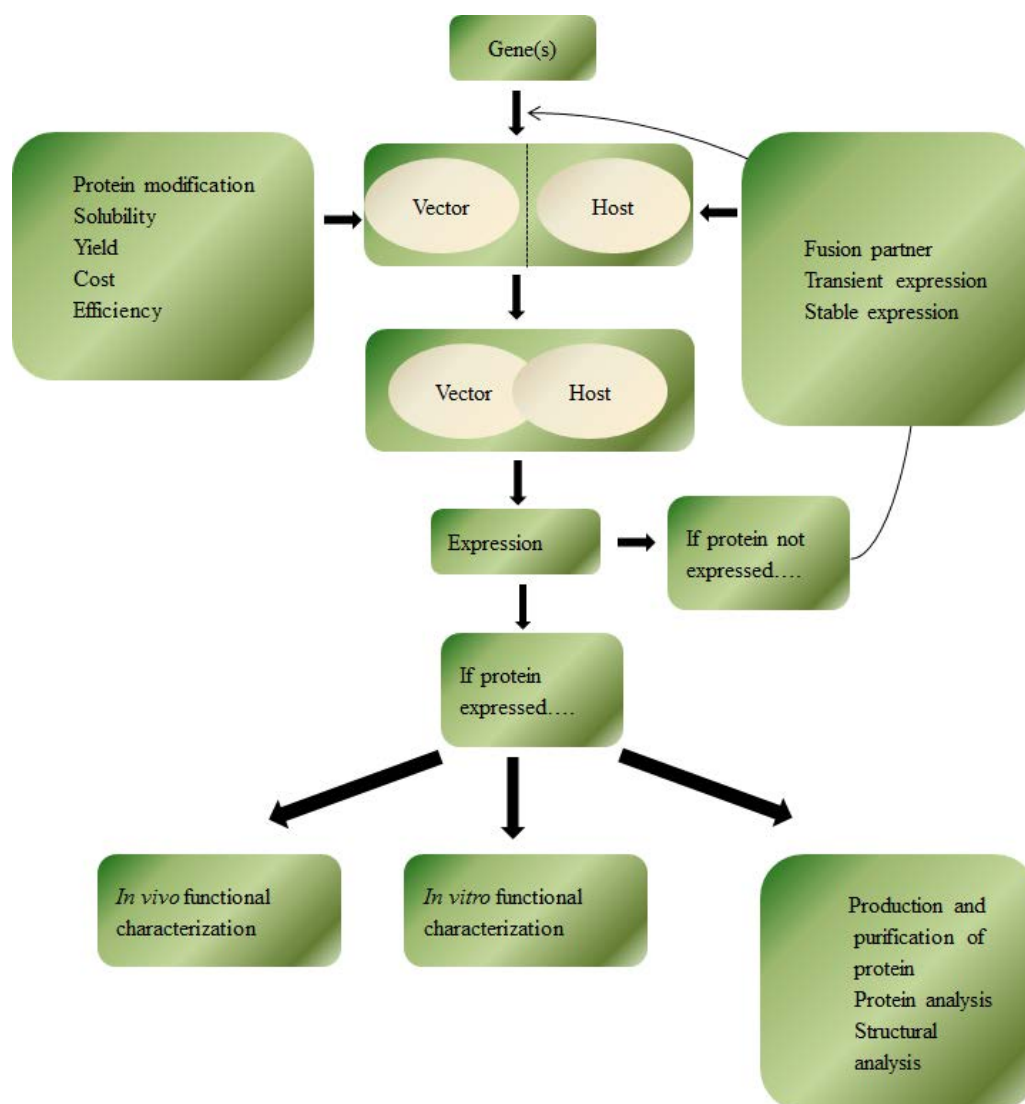 Gene(s)
Protein modification
Solubility
Yield
Cost
Efficiency
Vector
Host
Fusion partner
Transient expression
Stable expression
Vector
Host
Expression
If protein not
expressed....
If protein
expressed....
In vivo functional
characterization
In vitro functional
characterization
Production and
purification of
protein
Protein analysis
Structural
analysis